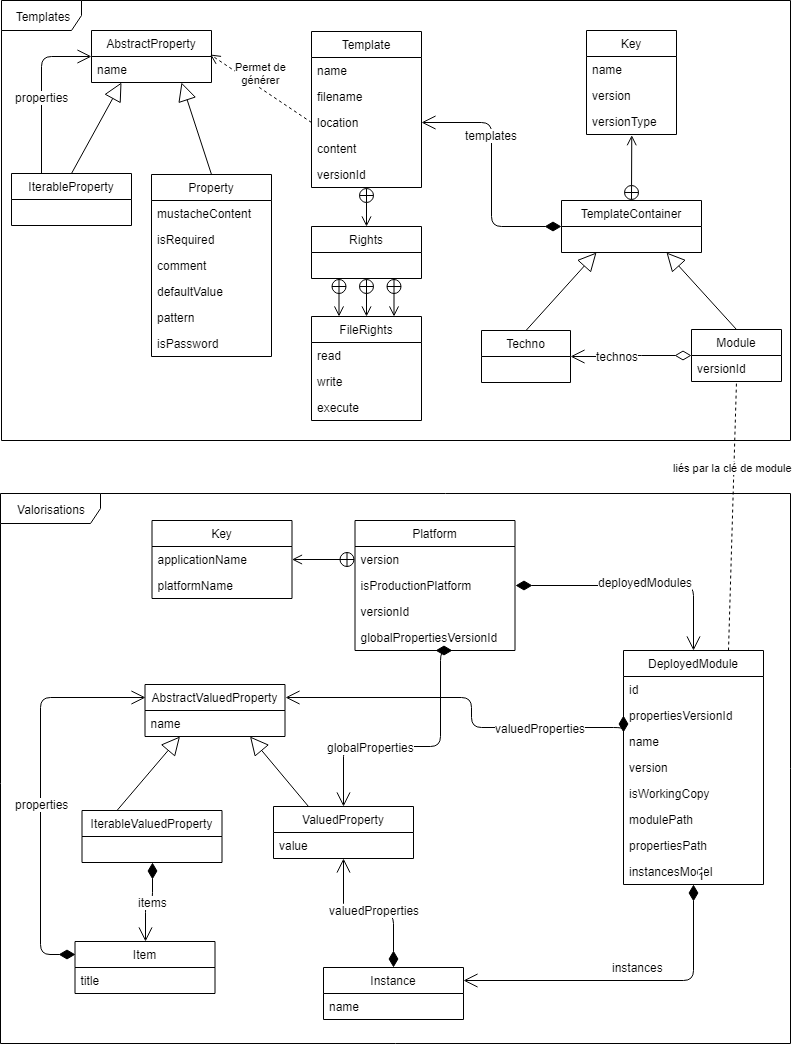 Templates
AbstractProperty
name
properties
IterableProperty
Property
mustacheContent
isRequired
comment
defaultValue
pattern
isPassword
Permet de
générer
Template
name
filename
location
content
versionId
Rights
FileRights
read
write
execute
templates
Key
name
version
versionType
TemplateContainer
Techno
technos
Module
versionId
liés par la clé de module
Valorisations
Key
applicationName
platformName
Platform
version
isProductionPlatform
versionId
globalPropertiesVersionId
deployedModules
DeployedModule
id
propertiesVersionId
name
version
isWorkingCopy
modulePath
propertiesPath
instancesModel
AbstractValuedProperty
name
valuedProperties
globalProperties
properties
IterableValuedProperty
ValuedProperty
value
items
Item
title
valuedProperties
Instance
name
instances
1